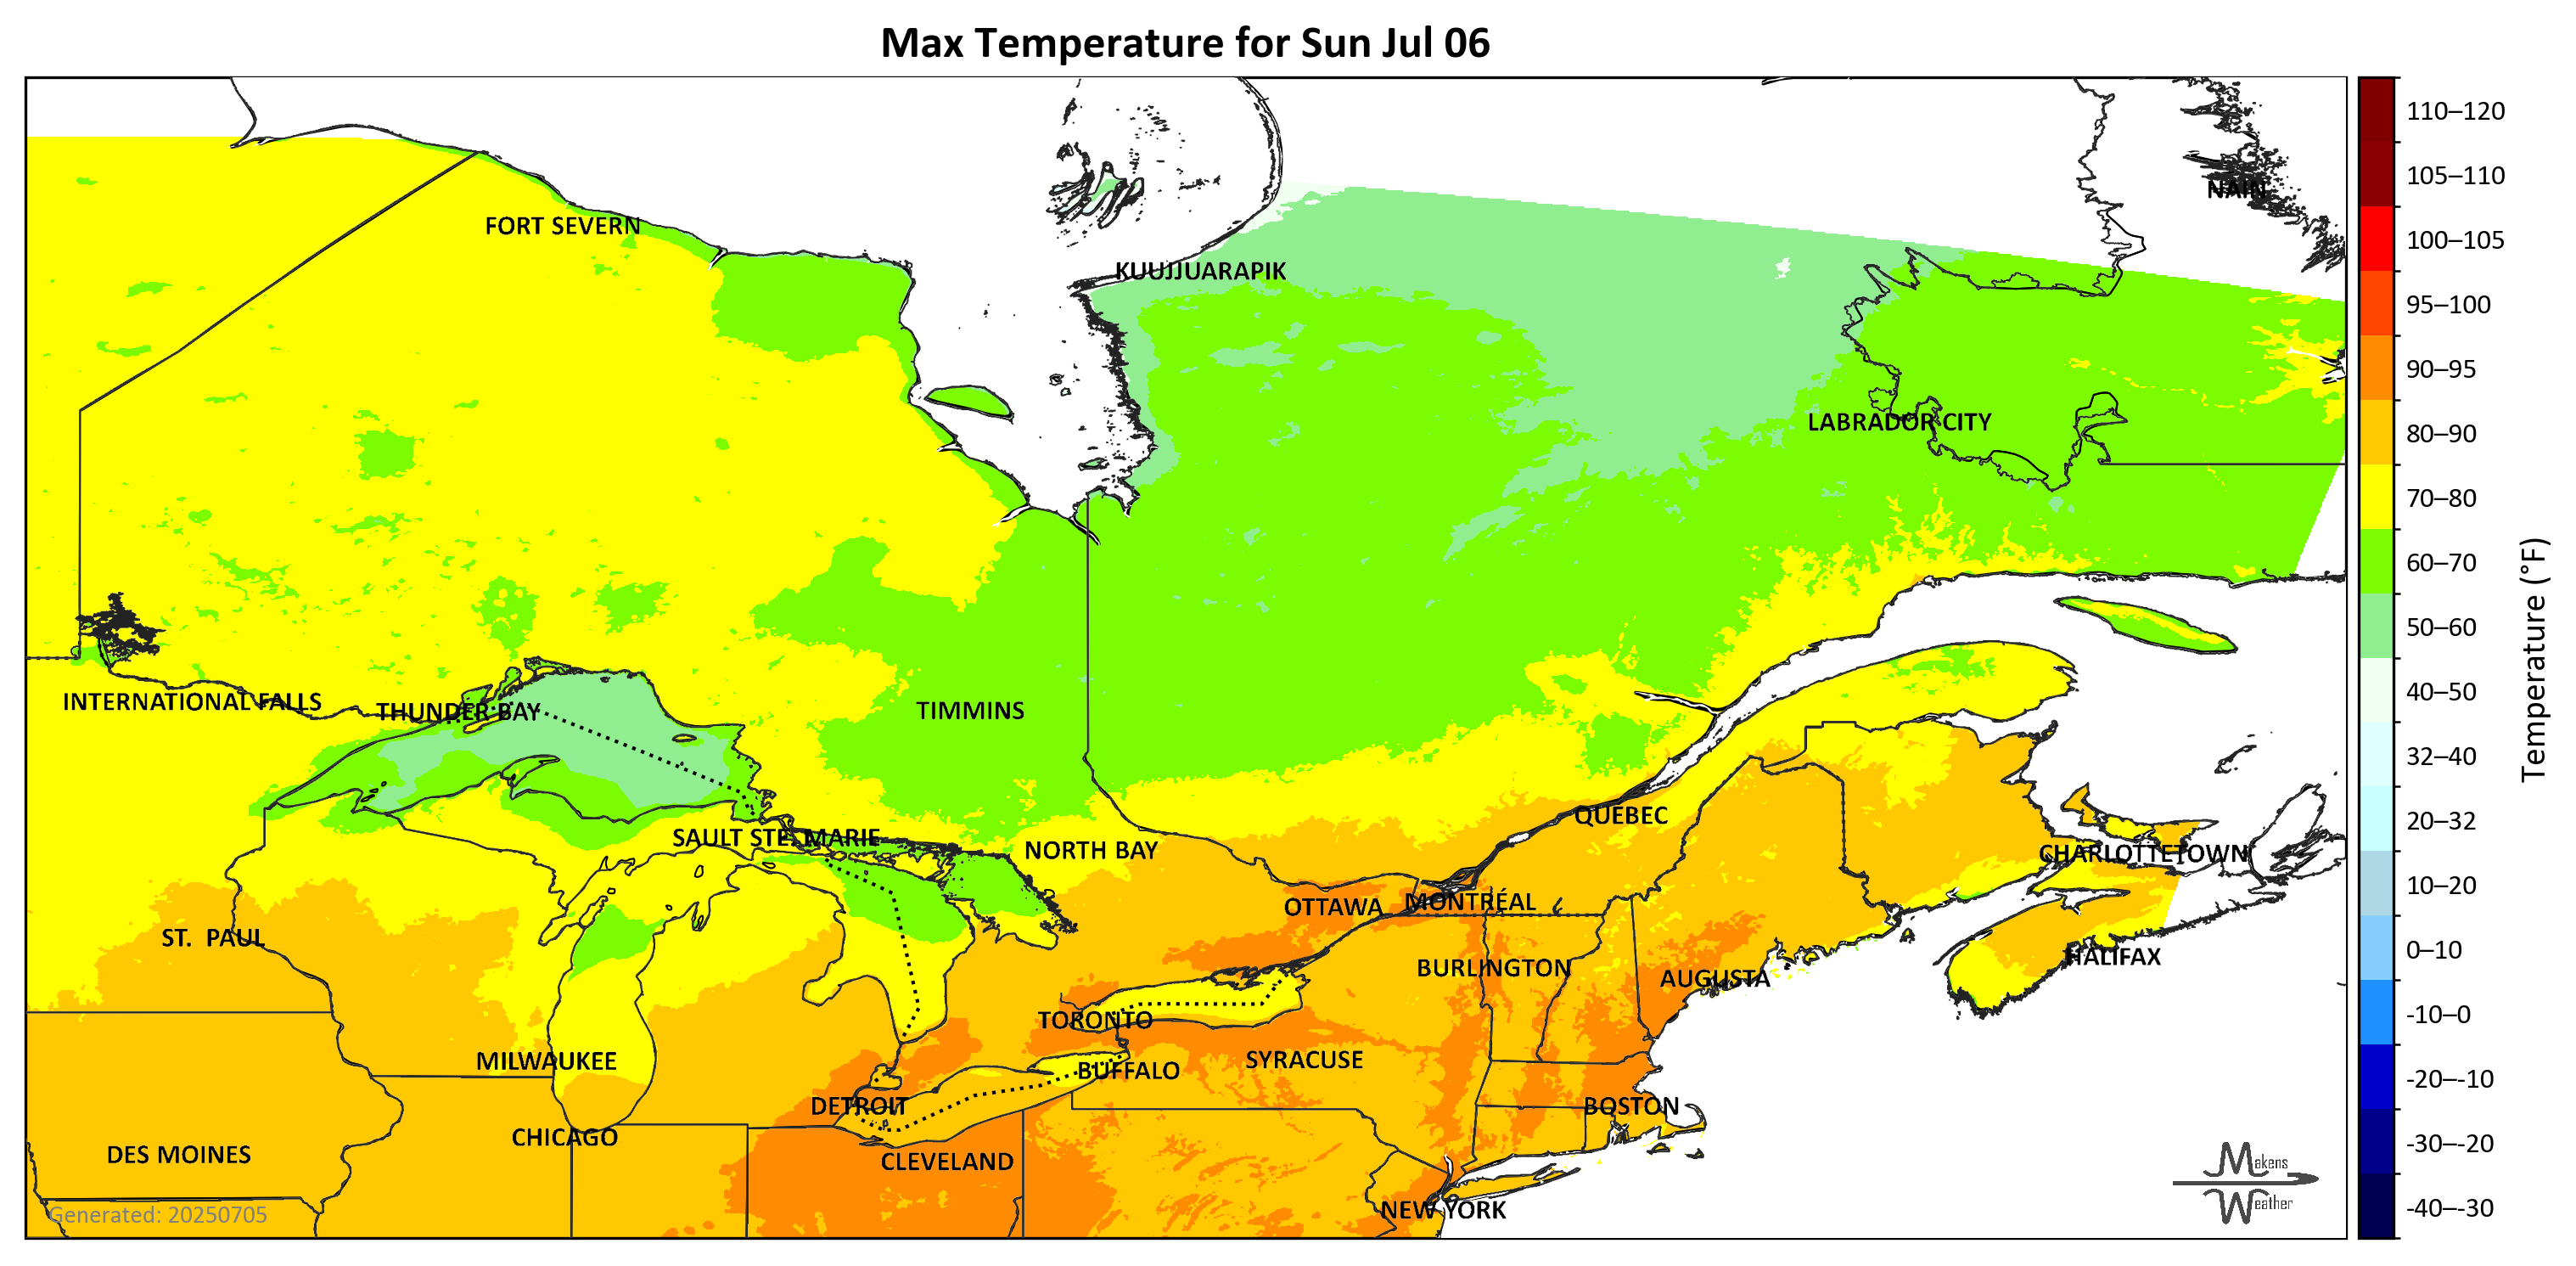 Max Temperature for Sun Jul 06
110–120
105–110
NAIN
FORT SEVERN
100–105
KUUJJUARAPIK
95–100
90–95
LABRADOR CITY
80–90
70–80
60–70
50–60
Temperature (°F)
40–50
INTERNATIONAL FALLS
THUNDER BAY
TIMMINS
32–40
QUÉBEC
20–32
SAULT STE. MARIE
NORTH BAY
CHARLOTTETOWN
10–20
OTTAWA
MONTRÉAL
ST.  PAUL
0–10
HALIFAX
BURLINGTON
AUGUSTA
-10–0
TORONTO
SYRACUSE
MILWAUKEE
BUFFALO
-20–-10
DETROIT
BOSTON
CHICAGO
-30–-20
DES MOINES
CLEVELAND
Makens
Weather
-40–-30
NEW YORK
Generated: 20250705